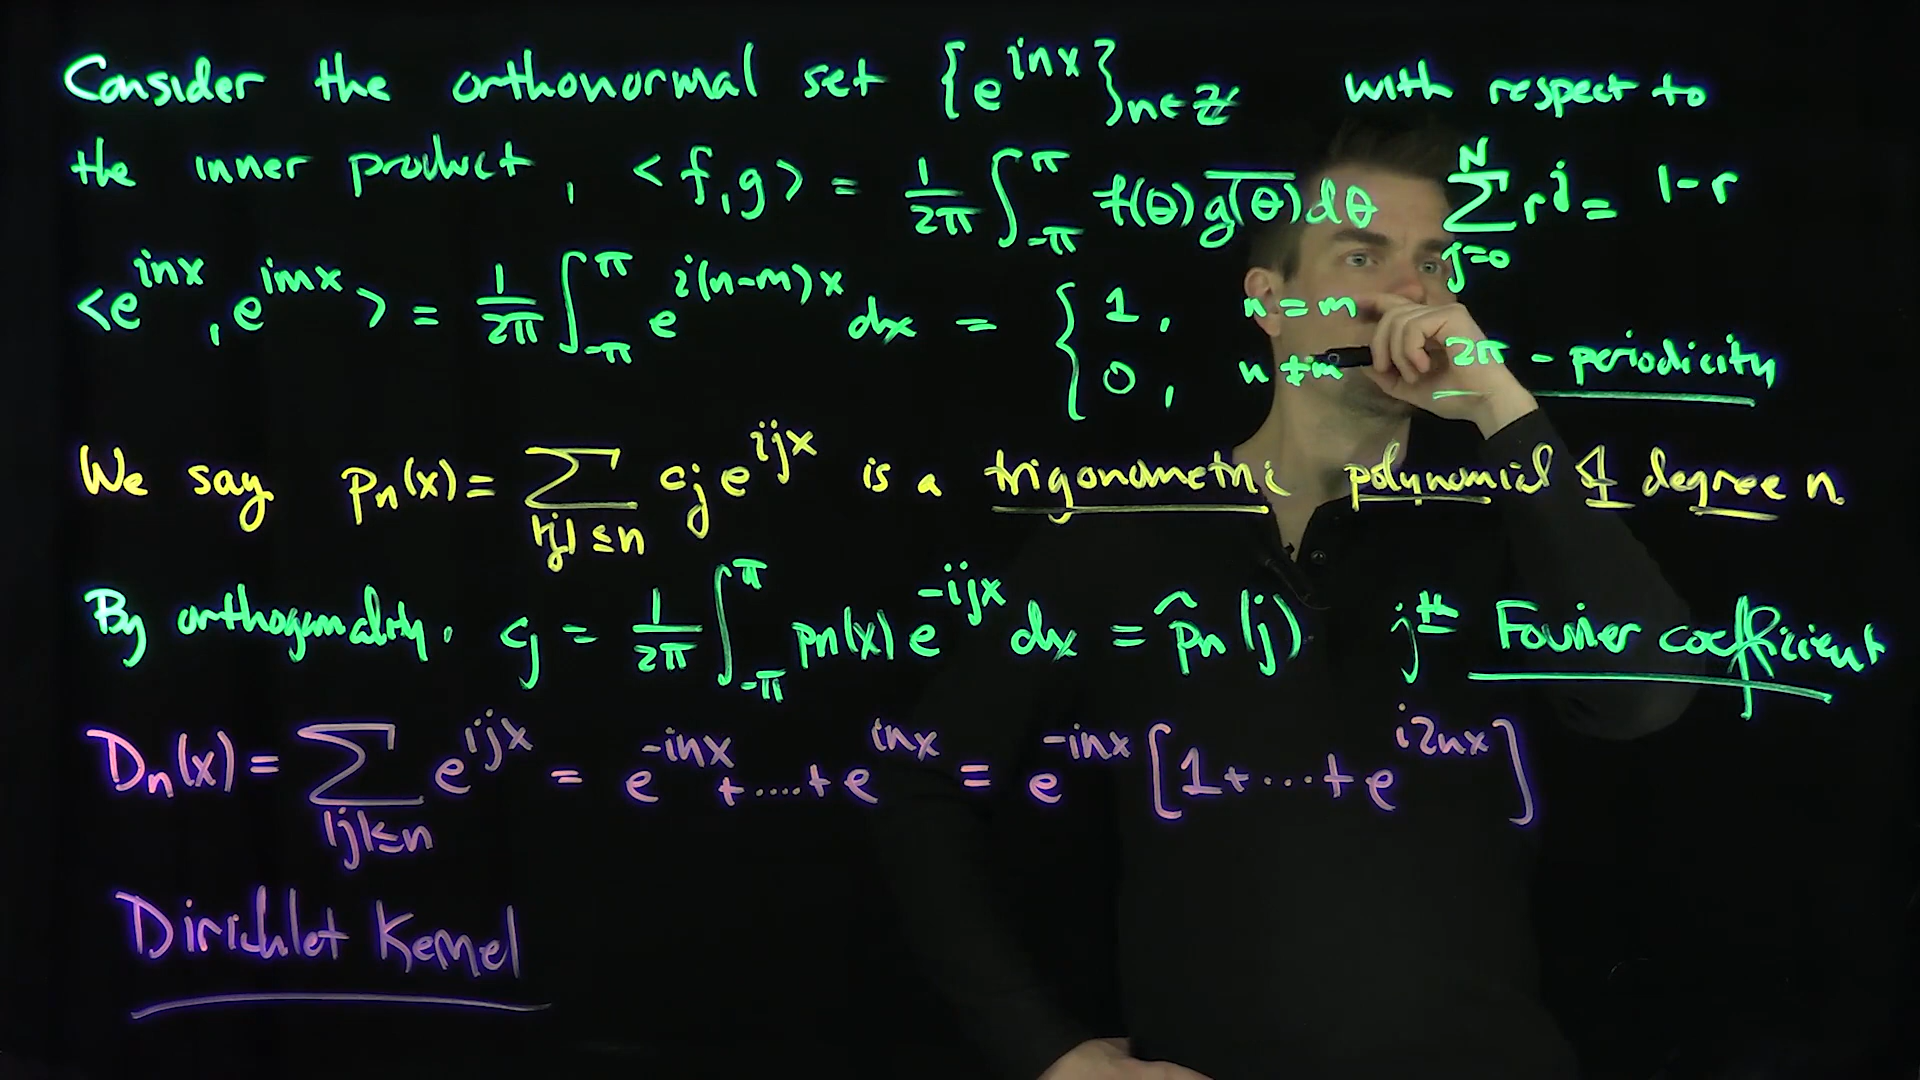 Consider the orthonormal set {e^{inx}}_{n∈ℤ} with respect to
the inner product, <f,g> = 1/2π ∫_{-π}^{π} f(θ) \overline{g(θ)} dθ
∑_{j=0}^{N} r^j = 1-r
<e^{inx}, e^{imx}> = 1/2π ∫_{-π}^{π} e^{i(n-m)x} dx = { 1, n=m
0, n≠m
2π - periodicity
We say p_n(x) = ∑_{|j|≤n} c_j e^{ijx} is a trigonometric polynomial of degree n.
By orthogonality, c_j = 1/2π ∫_{-π}^{π} p_n(x) e^{-ijx} dx = \hat{p}_n(j) j^{th} Fourier coefficient
D_n(x) = ∑_{|j|≤n} e^{ijx} = e^{-inx} + .... + e^{inx} = e^{-inx} [1 + ... + e^{i2nx}]
Dirichlet Kernel